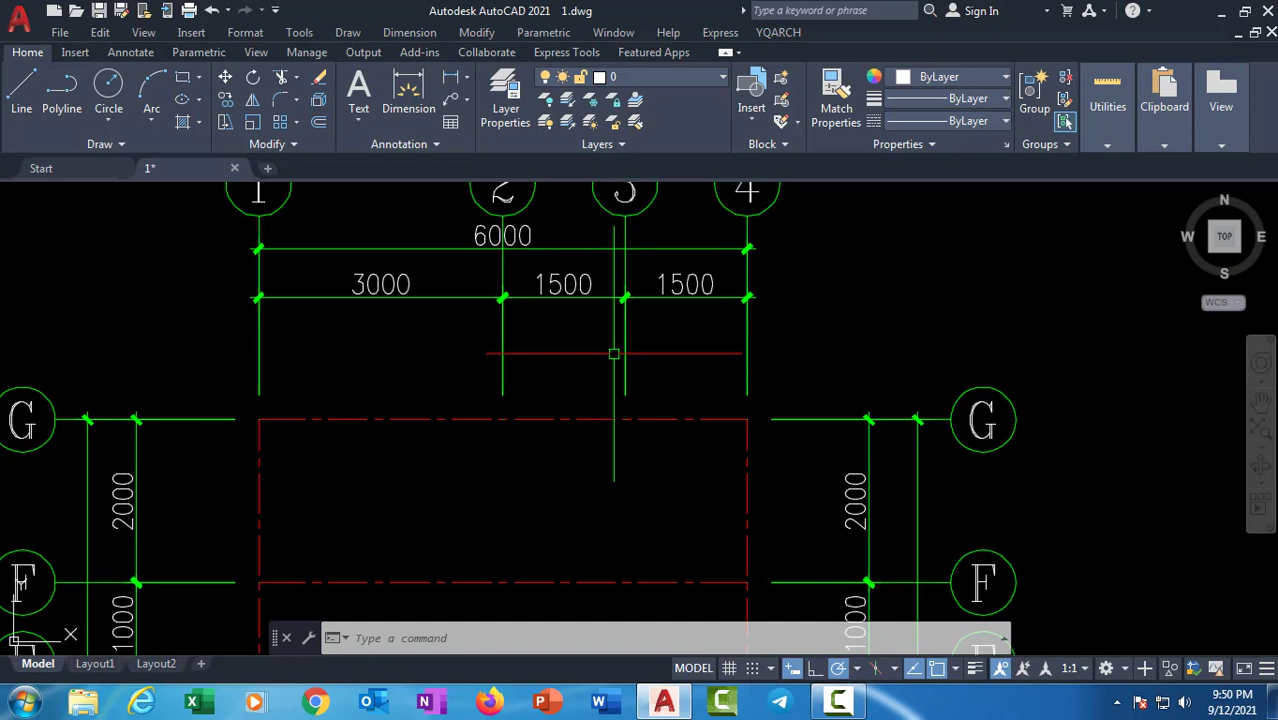 Autodesk AutoCAD 2021 1.dwg
Type a keyword or phrase
Sign In
File Edit View Insert Format Tools Draw Dimension Modify Parametric Window Help Express YQARCH
Home Insert Annotate Parametric View Manage Output Add-ins Collaborate Express Tools Featured Apps
0
ByLayer
ByLayer
ByLayer
Line Polyline Circle Arc
Text Dimension
Layer Properties
Insert
Match Properties
Group
Utilities Clipboard View
Draw Modify Annotation Layers Block Properties Groups
Start 1*
1 2 3 4
6000
3000 1500 1500
G G
2000 2000
F F
1000 1000
N
W TOP E
S
WCS
Y
X
Type a command
Model Layout1 Layout2
MODEL 1:1
9:50 PM
9/12/2021